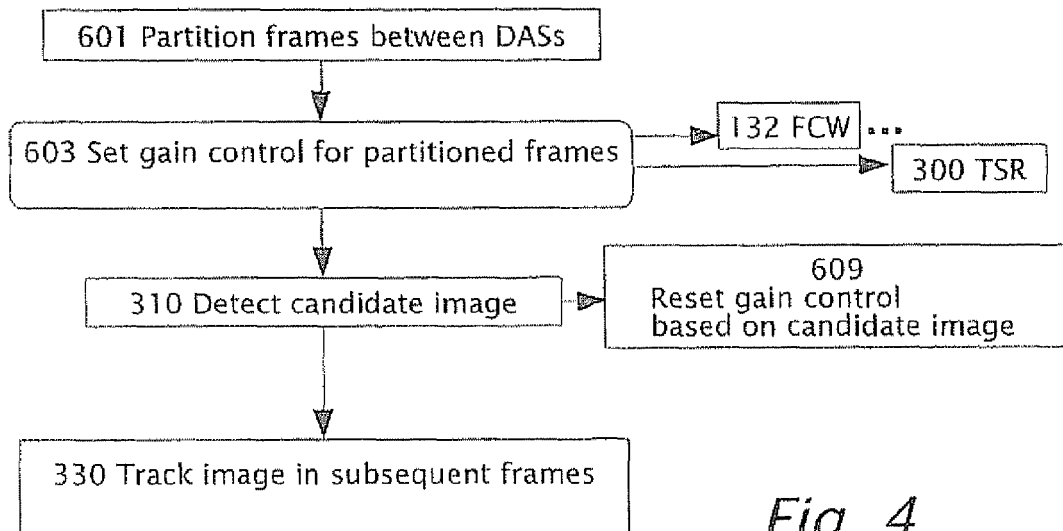 601 Partition frames between DASs
603 Set gain control for partitioned frames
132 FCW ...
300 TSR
310 Detect candidate image
609
Reset gain control
based on candidate image
330 Track image in subsequent frames
Fig. 4